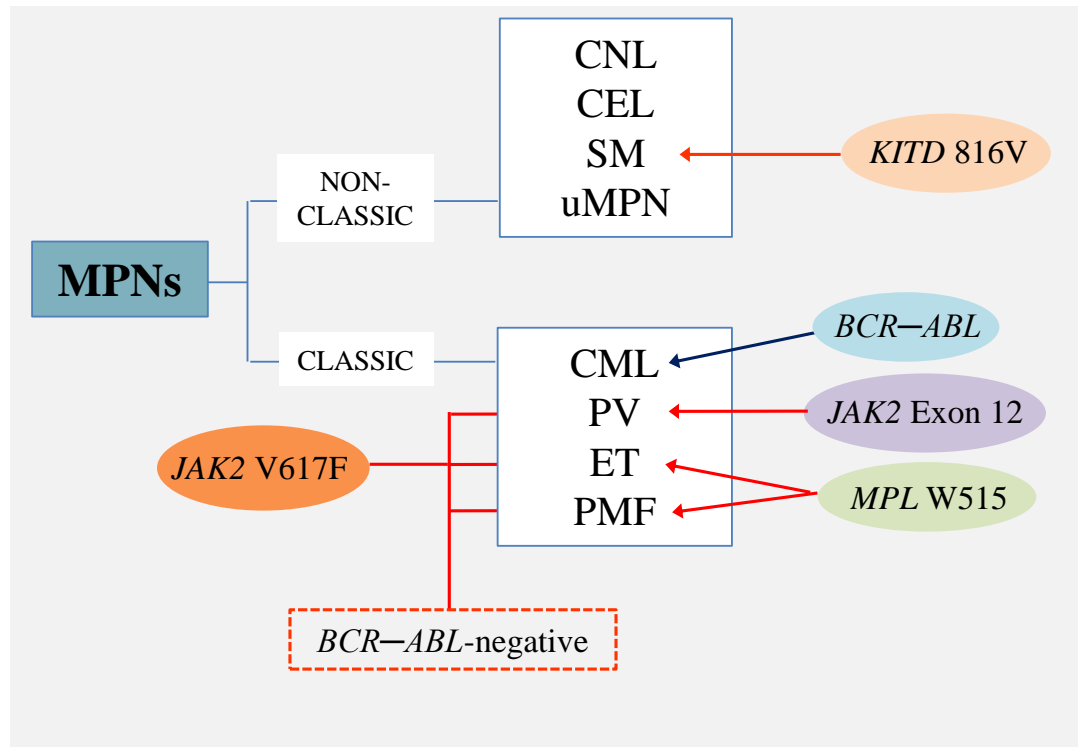 CNL
CEL
SM
uMPN
KITD 816V
NON-
CLASSIC
MPNs
BCR—ABL
CLASSIC
CML
PV
ET
PMF
JAK2 Exon 12
JAK2 V617F
MPL W515
BCR—ABL-negative